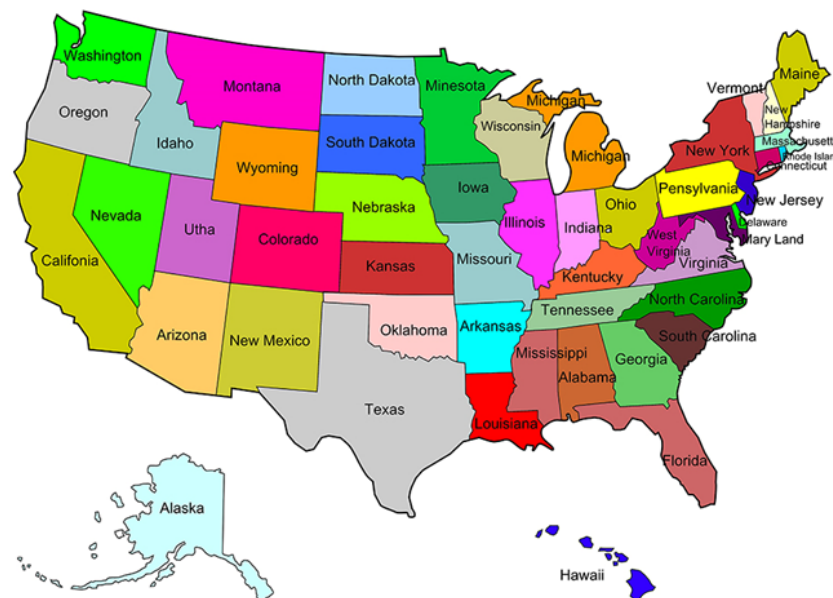 Washington
Montana
North Dakota
Minesota
Michigan
Vermont
Maine
Oregon
Idaho
South Dakota
Wisconsin
Michigan
New York
New
Hampshire
Massachusett
Rhode Islan
Connecticut
Wyoming
Iowa
Pensylvania
New Jersey
Nevada
Utha
Colorado
Nebraska
Illinois
Indiana
Ohio
Delaware
Mary Land
West
Virginia
Virginia
Califonia
Kansas
Missouri
Kentucky
North Carolina
Arizona
New Mexico
Oklahoma
Arkansas
Tennessee
South Carolina
Mississippi
Alabama
Georgia
Texas
Louisiana
Florida
Alaska
Hawaii